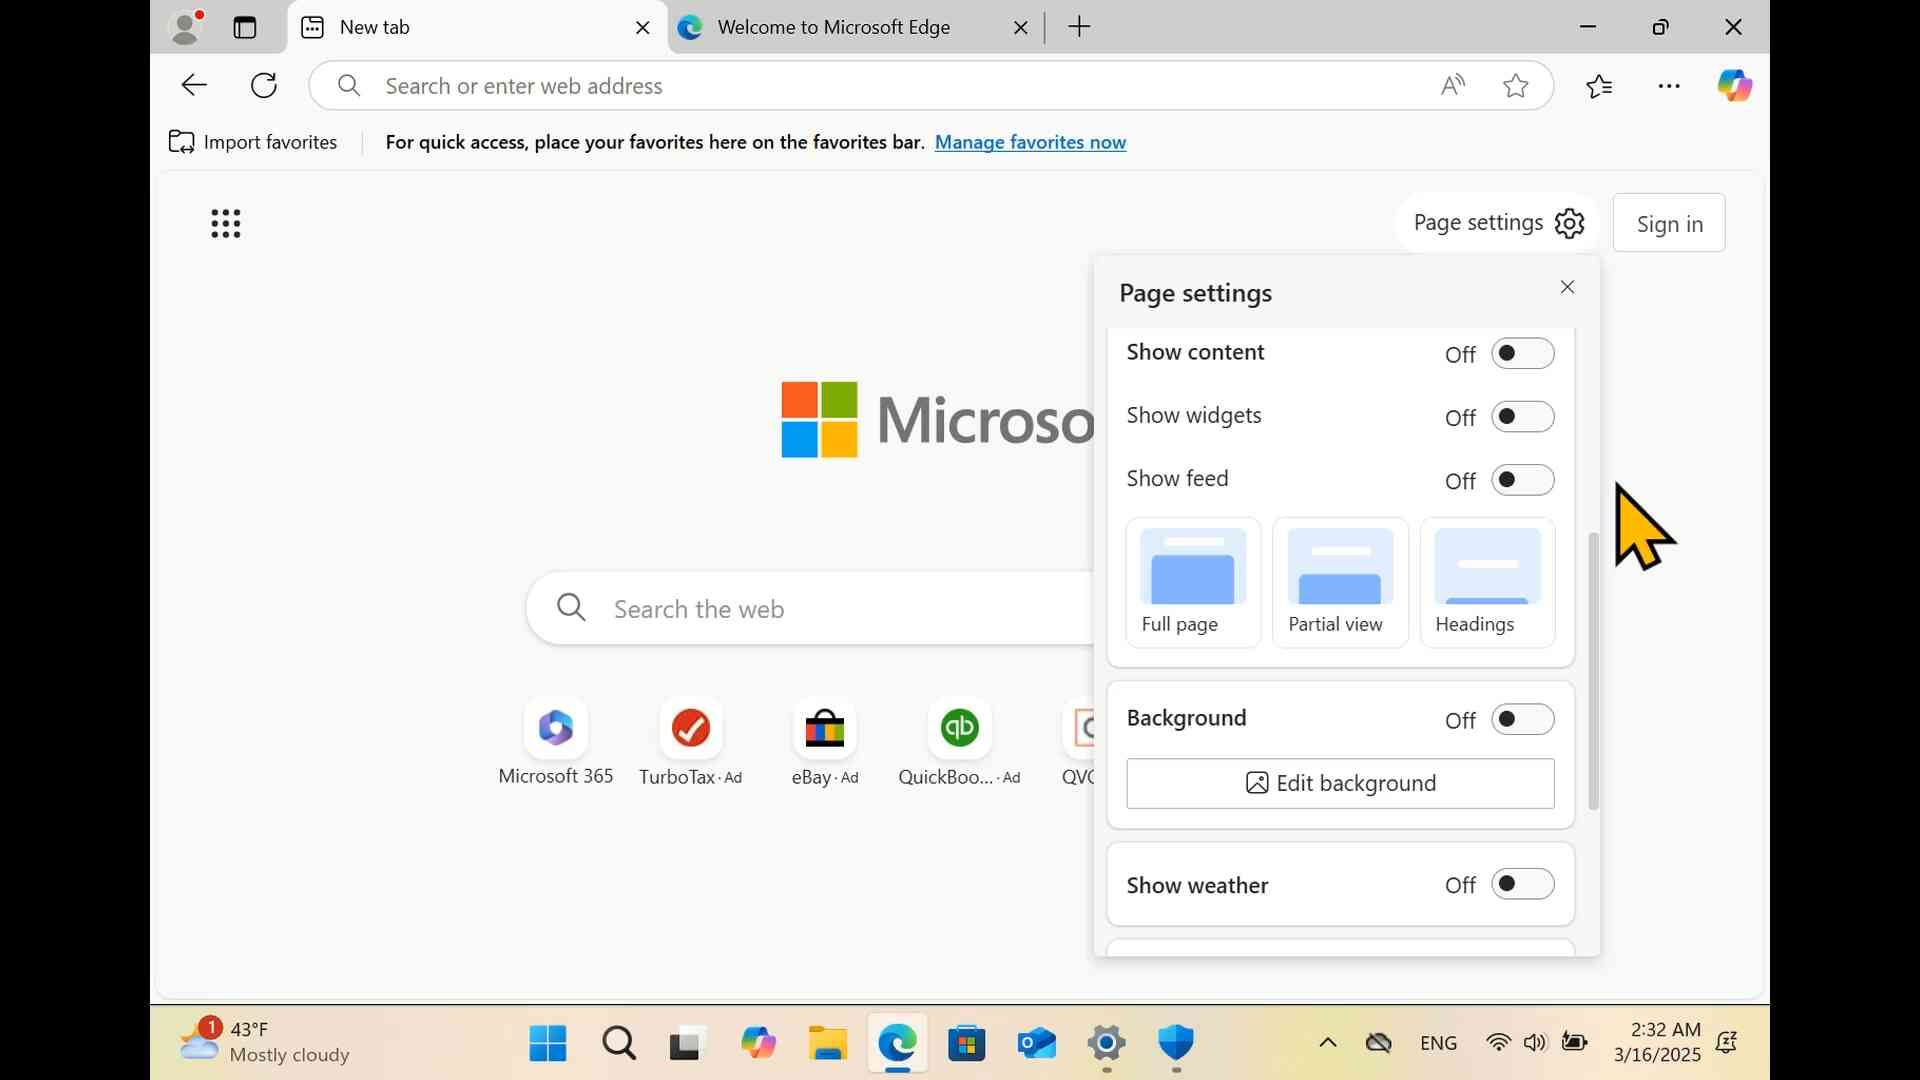 New tab
Welcome to Microsoft Edge
Search or enter web address
Import favorites
For quick access, place your favorites here on the favorites bar. Manage favorites now
Page settings
Sign in
Page settings
Show content Off
Microso
Show widgets Off
Show feed Off
Full page Partial view Headings
Search the web
Background Off
Edit background
Microsoft 365 TurboTax · Ad eBay · Ad QuickBoo... · Ad QVC
Show weather Off
1
43°F
Mostly cloudy
ENG
2:32 AM
3/16/2025